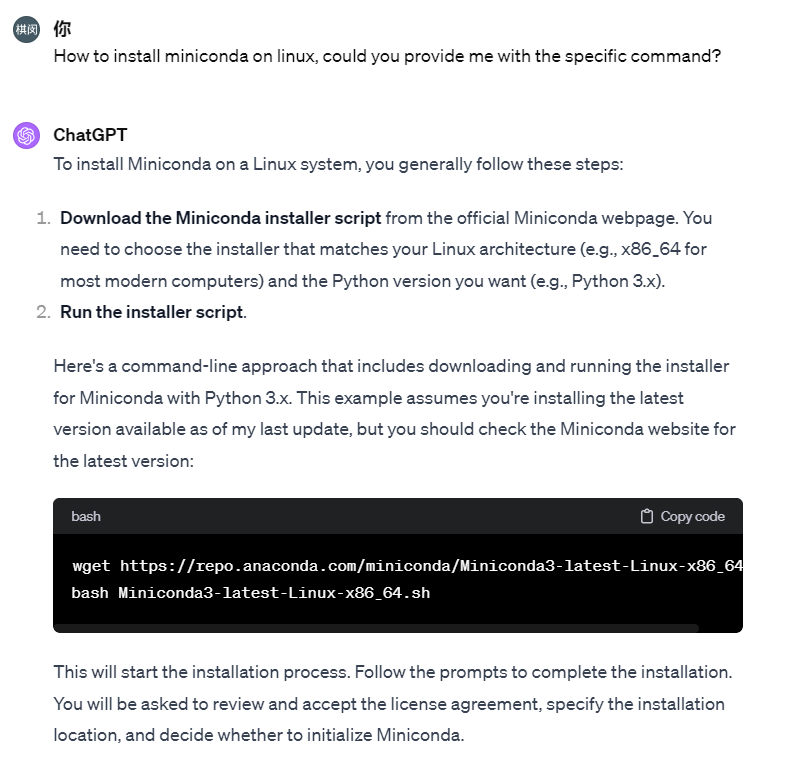 棋闵
你
How to install miniconda on linux, could you provide me with the specific command?
ChatGPT
To install Miniconda on a Linux system, you generally follow these steps:
1. Download the Miniconda installer script from the official Miniconda webpage. You
need to choose the installer that matches your Linux architecture (e.g., x86_64 for
most modern computers) and the Python version you want (e.g., Python 3.x).
2. Run the installer script.
Here's a command-line approach that includes downloading and running the installer
for Miniconda with Python 3.x. This example assumes you're installing the latest
version available as of my last update, but you should check the Miniconda website for
the latest version:
bash Copy code
wget https://repo.anaconda.com/miniconda/Miniconda3-latest-Linux-x86_64
bash Miniconda3-latest-Linux-x86_64.sh
This will start the installation process. Follow the prompts to complete the installation.
You will be asked to review and accept the license agreement, specify the installation
location, and decide whether to initialize Miniconda.